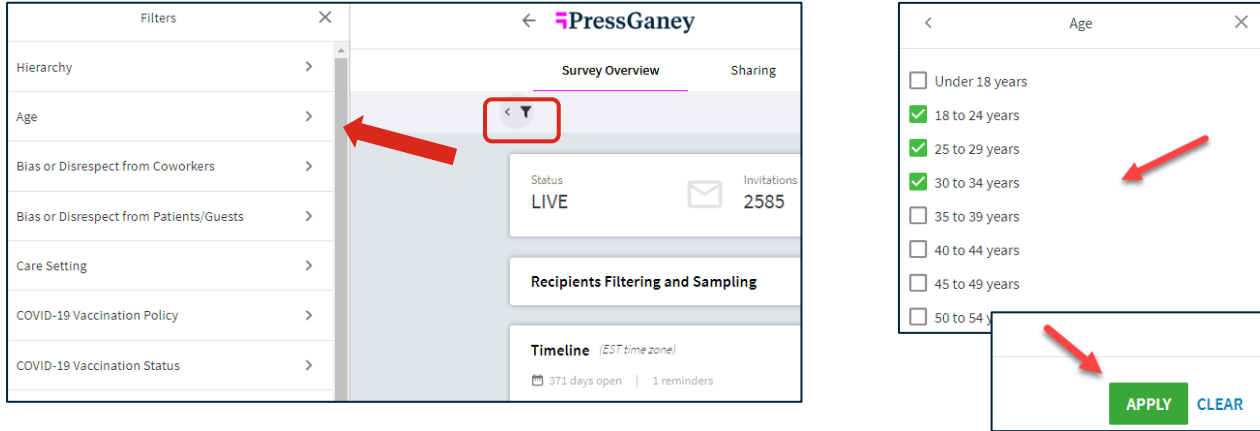 Filters
Hierarchy
Age
Bias or Disrespect from Coworkers
Bias or Disrespect from Patients/Guests
Care Setting
COVID-19 Vaccination Policy
COVID-19 Vaccination Status
PressGaney
Survey Overview Sharing
Status Invitations
LIVE 2585
Recipients Filtering and Sampling
Timeline (EST time zone)
371 days open | 1 reminders
Age
Under 18 years
18 to 24 years
25 to 29 years
30 to 34 years
35 to 39 years
40 to 44 years
45 to 49 years
50 to 54 y
APPLY CLEAR